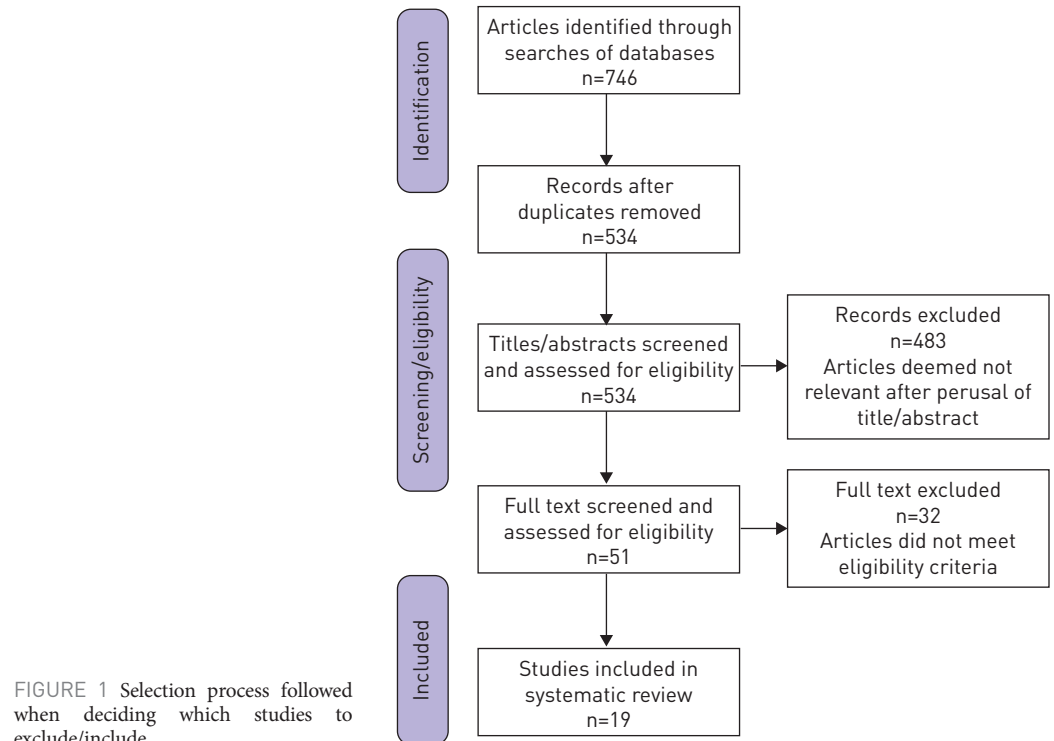 Identification
Articles identified through
searches of databases
n=746
Records after
duplicates removed
n=534
Screening/eligibility
Titles/abstracts screened
and assessed for eligibility
n=534
Records excluded
n=483
Articles deemed not
relevant after perusal of
title/abstract
Full text screened and
assessed for eligibility
n=51
Full text excluded
n=32
Articles did not meet
eligibility criteria
Included
Studies included in
systematic review
n=19
FIGURE 1 Selection process followed
when deciding which studies to
exclude/include